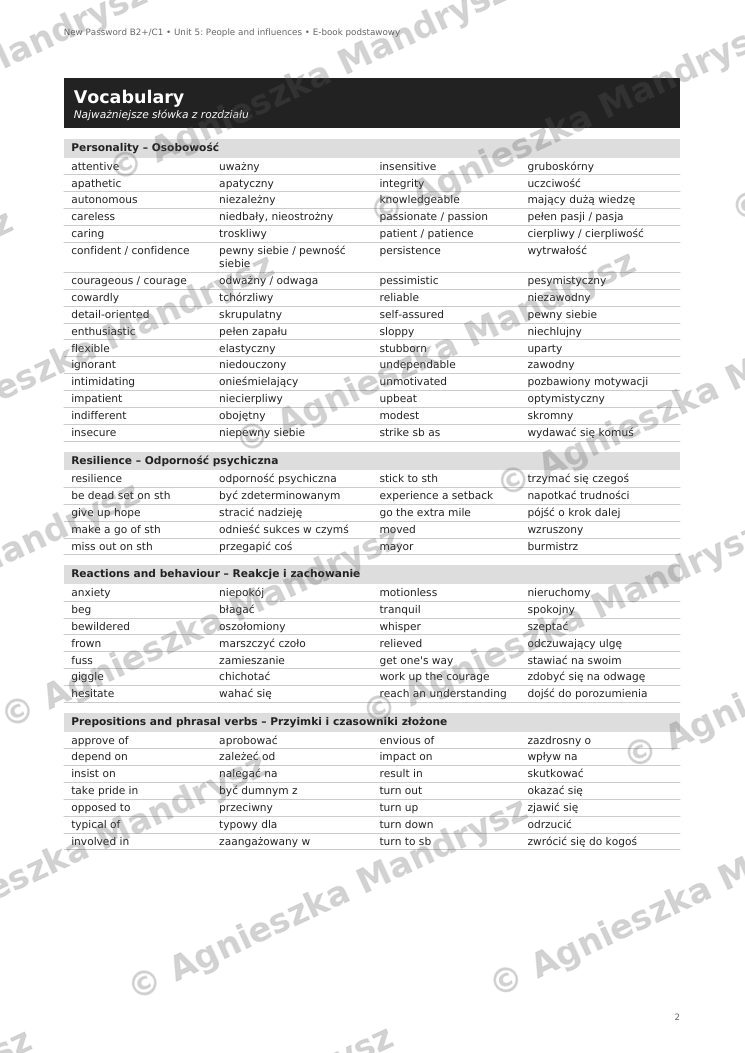 New Password B2+/C1 • Unit 5: People and influences • E-book podstawowy
Vocabulary
Najważniejsze słówka z rozdziału
Personality – Osobowość
attentive uważny insensitive gruboskórny
apathetic apatyczny integrity uczciwość
autonomous niezależny knowledgeable mający dużą wiedzę
careless niedbały, nieostrożny passionate / passion pełen pasji / pasja
caring troskliwy patient / patience cierpliwy / cierpliwość
confident / confidence pewny siebie / pewność siebie persistence wytrwałość
courageous / courage odważny / odwaga pessimistic pesymistyczny
cowardly tchórzliwy reliable niezawodny
detail-oriented skrupulatny self-assured pewny siebie
enthusiastic pełen zapału sloppy niechlujny
flexible elastyczny stubborn uparty
ignorant niedouczony undependable zawodny
intimidating onieśmielający unmotivated pozbawiony motywacji
impatient niecierpliwy upbeat optymistyczny
indifferent obojętny modest skromny
insecure niepewny siebie strike sb as wydawać się komuś
Resilience – Odporność psychiczna
resilience odporność psychiczna stick to sth trzymać się czegoś
be dead set on sth być zdeterminowanym experience a setback napotkać trudności
give up hope stracić nadzieję go the extra mile pójść o krok dalej
make a go of sth odnieść sukces w czymś moved wzruszony
miss out on sth przegapić coś mayor burmistrz
Reactions and behaviour – Reakcje i zachowanie
anxiety niepokój motionless nieruchomy
beg błagać tranquil spokojny
bewildered oszołomiony whisper szeptać
frown marszczyć czoło relieved odczuwający ulgę
fuss zamieszanie get one's way stawiać na swoim
giggle chichotać work up the courage zdobyć się na odwagę
hesitate wahać się reach an understanding dojść do porozumienia
Prepositions and phrasal verbs – Przyimki i czasowniki złożone
approve of aprobować envious of zazdrosny o
depend on zależeć od impact on wpływ na
insist on nalegać na result in skutkować
take pride in być dumnym z turn out okazać się
opposed to przeciwny turn up zjawić się
typical of typowy dla turn down odrzucić
involved in zaangażowany w turn to sb zwrócić się do kogoś
© Agnieszka Mandrysz
2